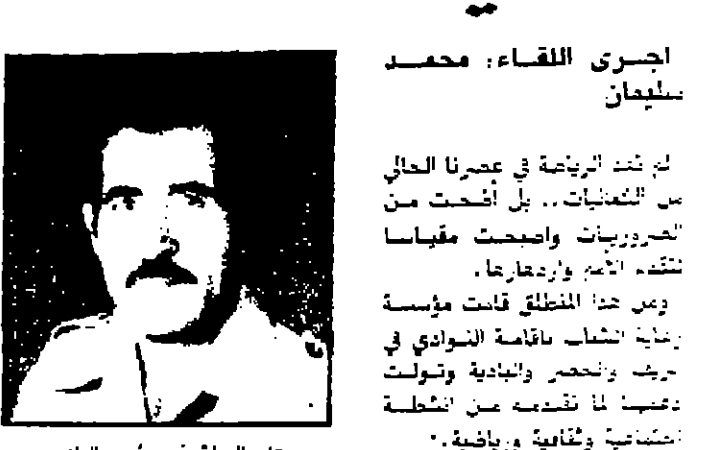 اجرى اللقاء: محمد
سليمان
لم تعد الرياضة في عصرنا الحالي
من .. بل أضحت من
الضروريات واصبحت مقياسا
لتقدم الأمم وازدهارها.
ومن هذا المنطلق قامت مؤسسة
رعاية الشباب باقامة النوادي في
الريف والحضر والبادية وتولت
دعمها لما تقدمه من انشطة
اجتماعية وثقافية ورياضية.